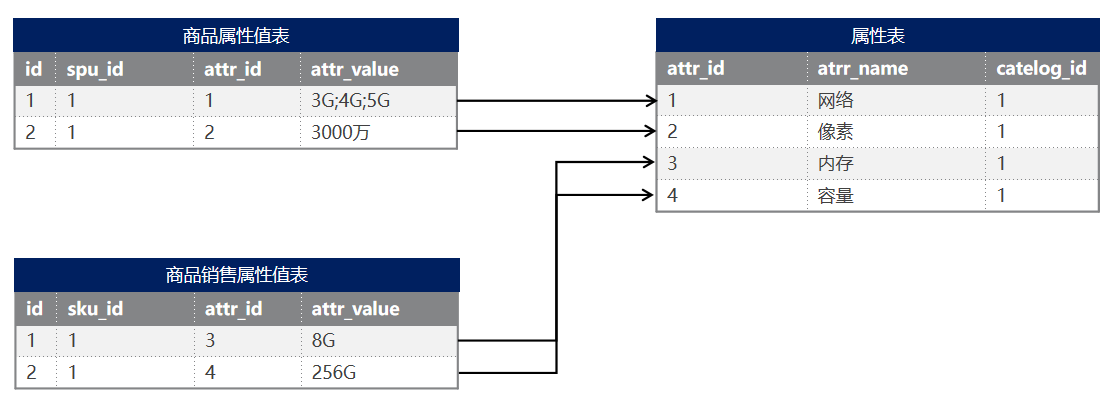 商品属性值表
id spu_id attr_id attr_value
1 1 1 3G;4G;5G
2 1 2 3000万
属性表
attr_id atrr_name catelog_id
1 网络 1
2 像素 1
3 内存 1
4 容量 1
商品销售属性值表
id sku_id attr_id attr_value
1 1 3 8G
2 1 4 256G